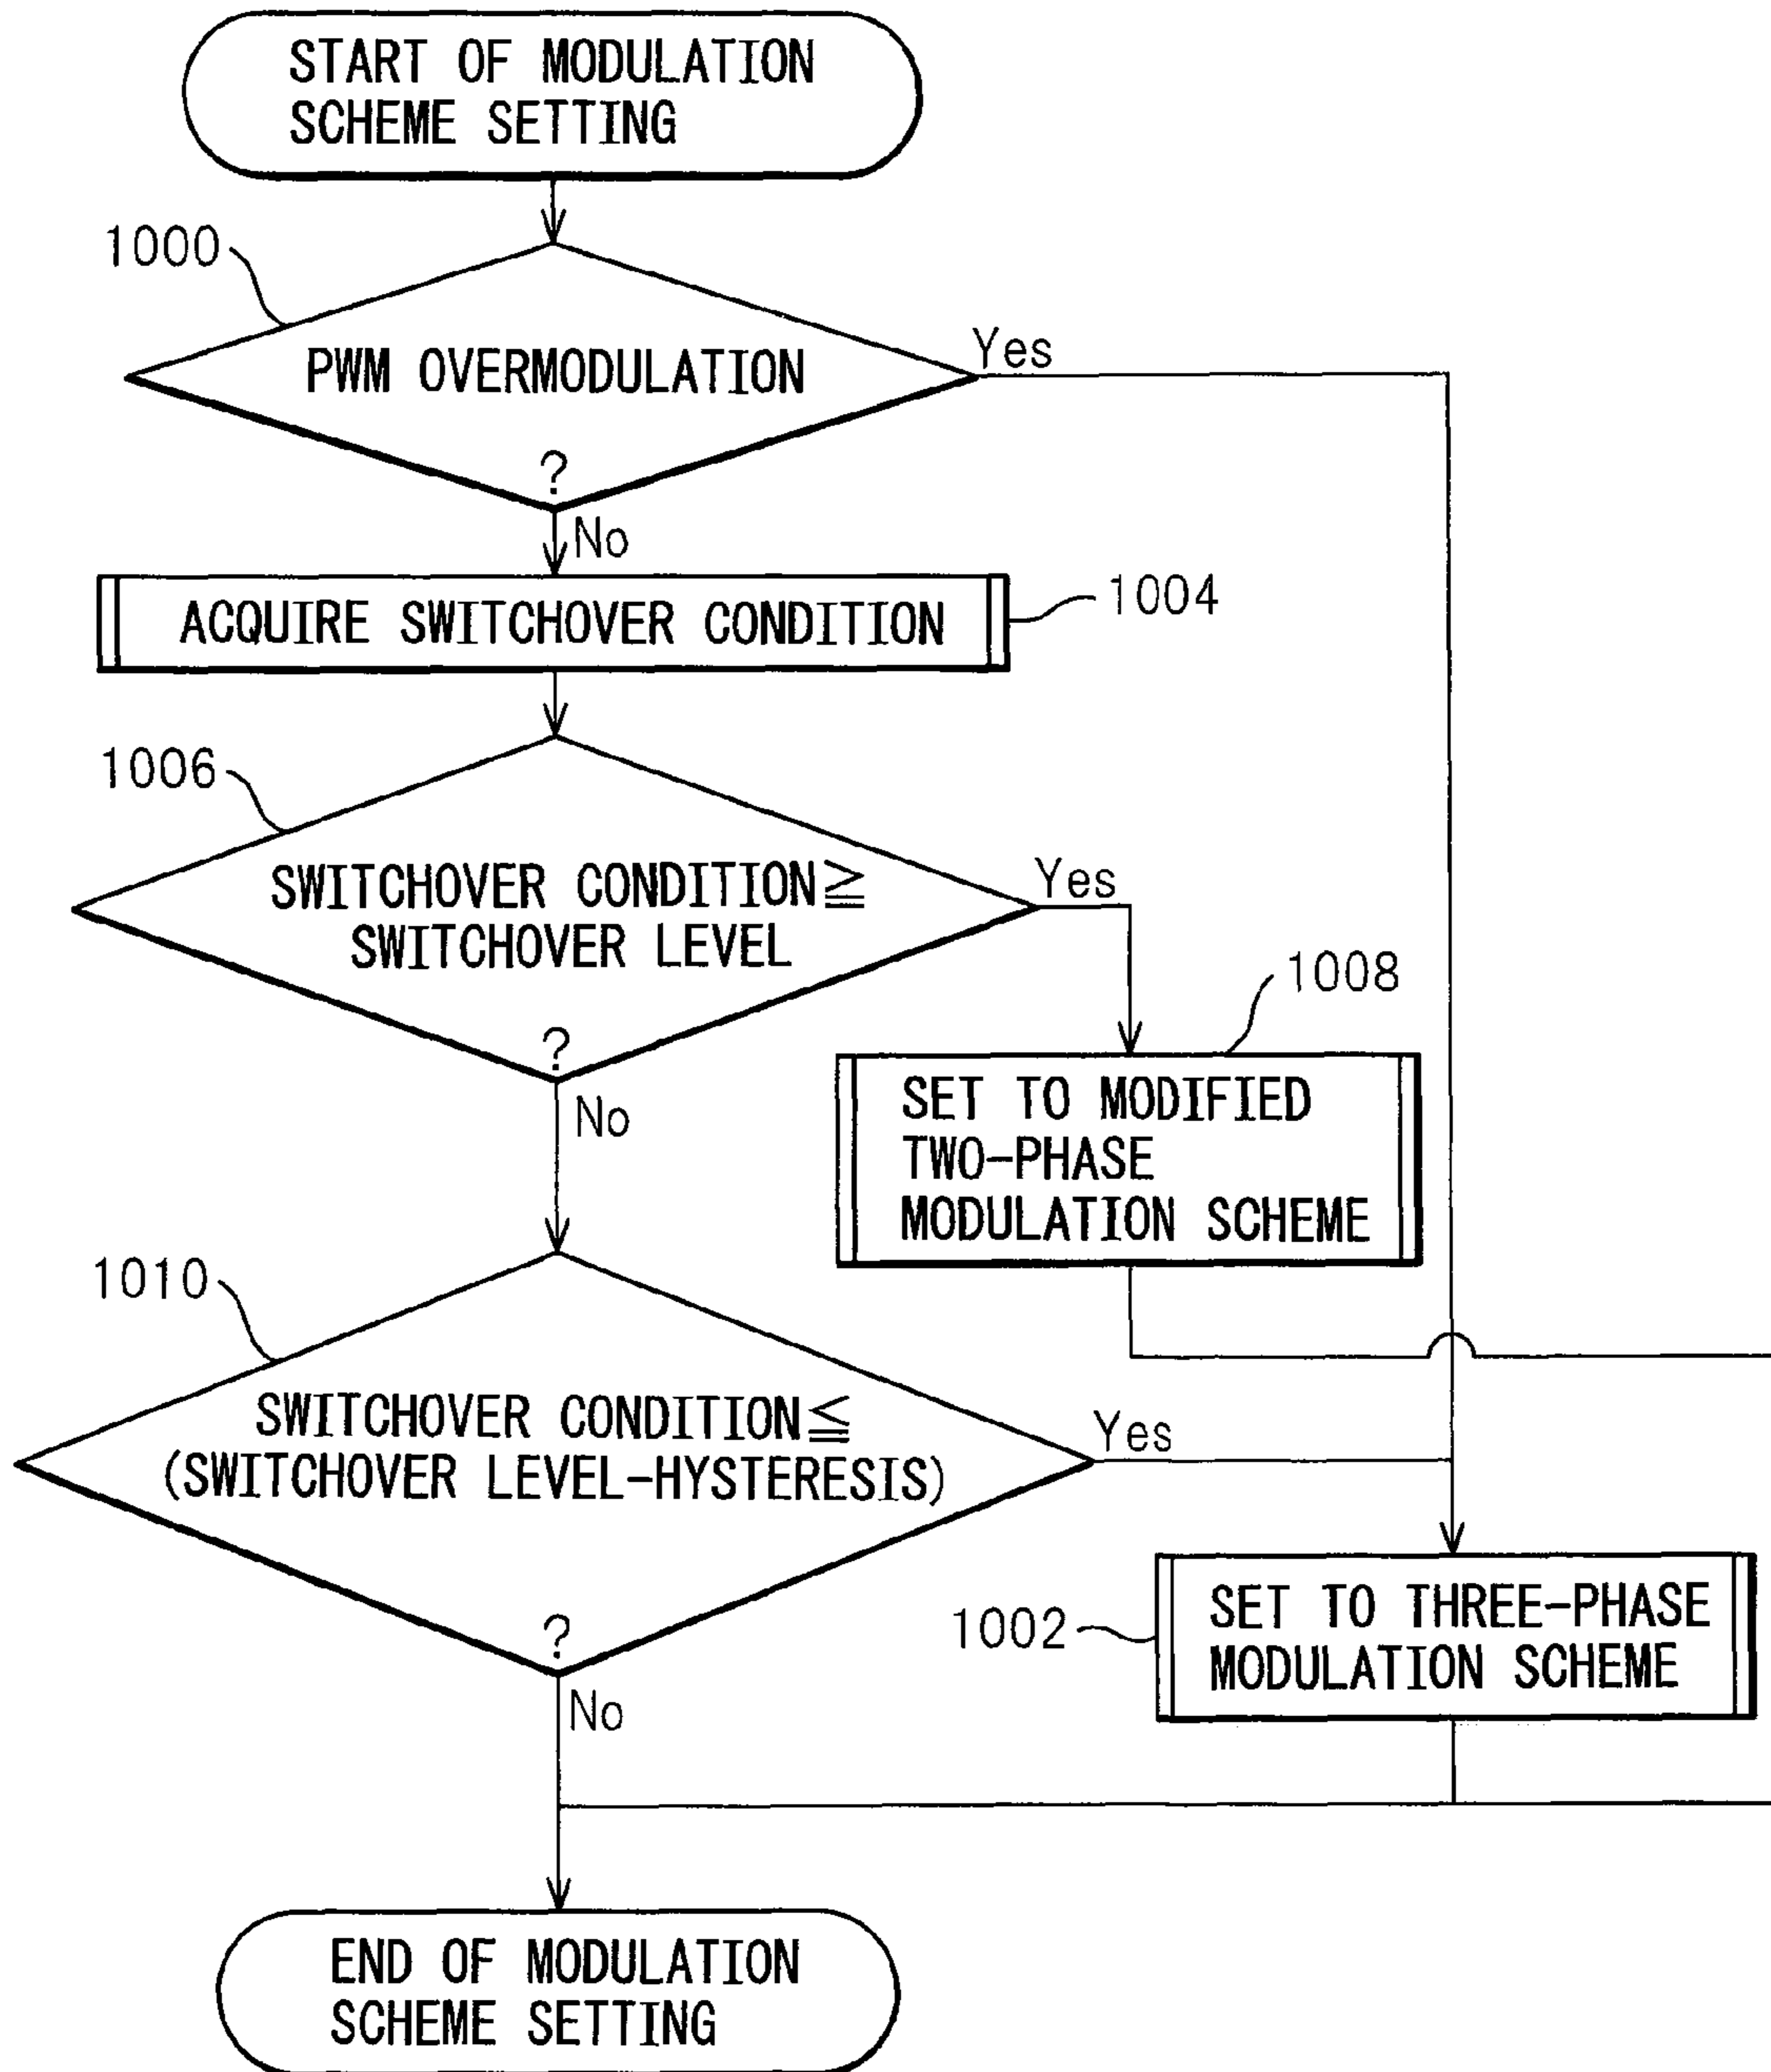 START OF MODULATION
SCHEME SETTING
1000
PWM OVERMODULATION
?
Yes
No
ACQUIRE SWITCHOVER CONDITION
1004
1006
SWITCHOVER CONDITION≧
SWITCHOVER LEVEL
?
Yes
No
1008
SET TO MODIFIED
TWO-PHASE
MODULATION SCHEME
1010
SWITCHOVER CONDITION≦
(SWITCHOVER LEVEL-HYSTERESIS)
?
Yes
No
1002
SET TO THREE-PHASE
MODULATION SCHEME
END OF MODULATION
SCHEME SETTING